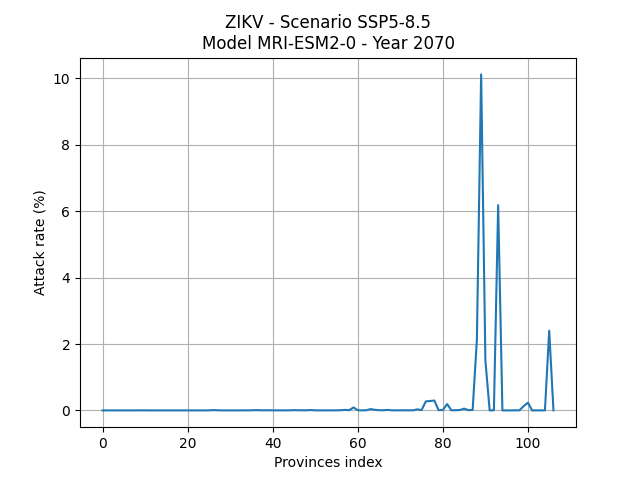 ZIKV - Scenario SSP5-8.5
Model MRI-ESM2-0 - Year 2070
Attack rate (%)
10
8
6
4
2
0
0 20 40 60 80 100
Provinces index